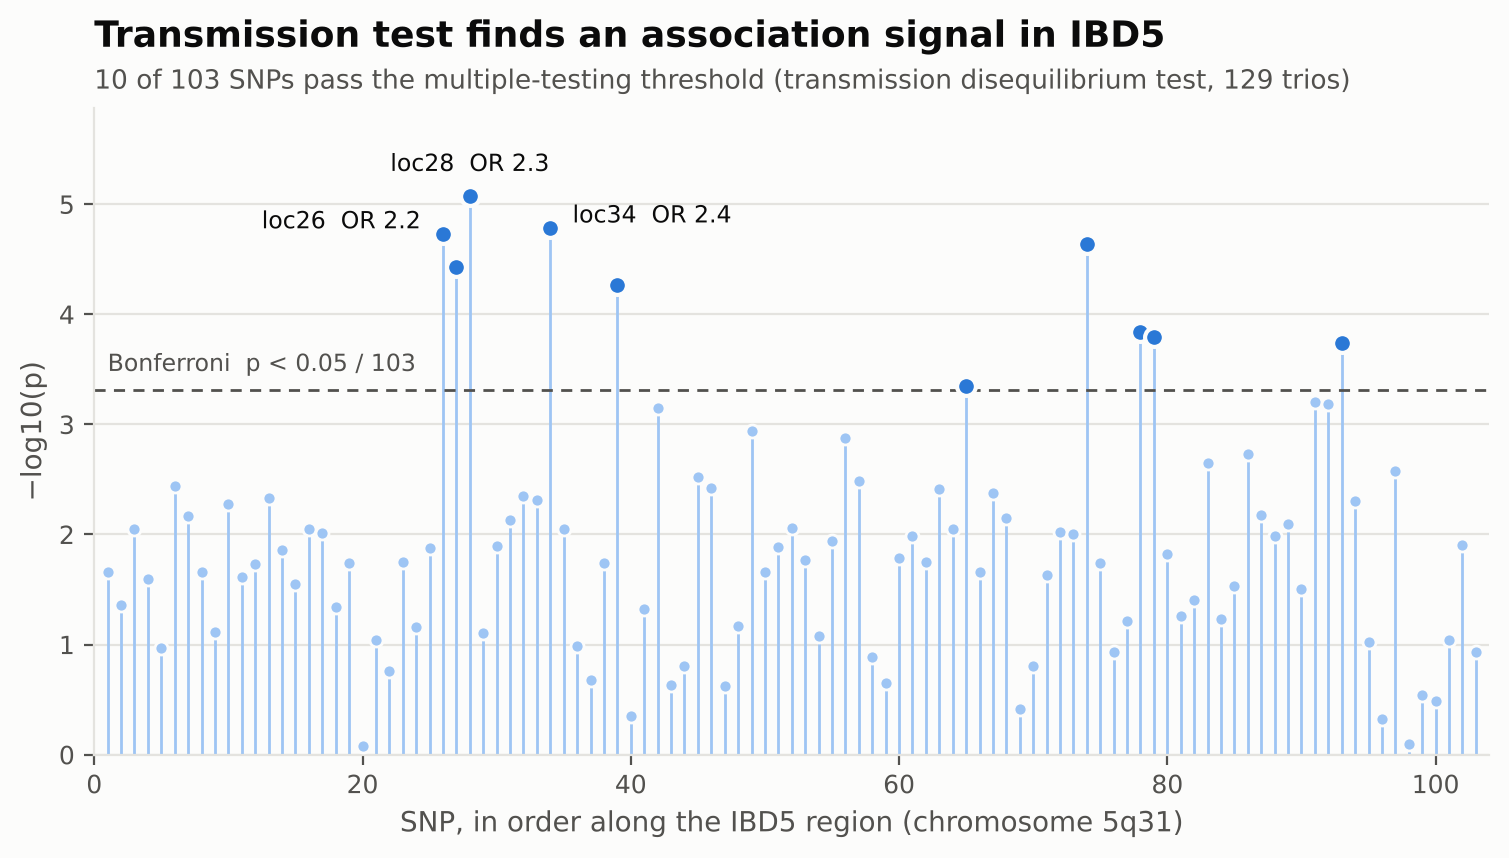 Transmission test finds an association signal in IBD5
10 of 103 SNPs pass the multiple-testing threshold (transmission disequilibrium test, 129 trios)
loc28  OR 2.3
loc26  OR 2.2
loc34  OR 2.4
Bonferroni  p < 0.05 / 103
−log10(p)
5
4
3
2
1
0
0
20
40
60
80
100
SNP, in order along the IBD5 region (chromosome 5q31)